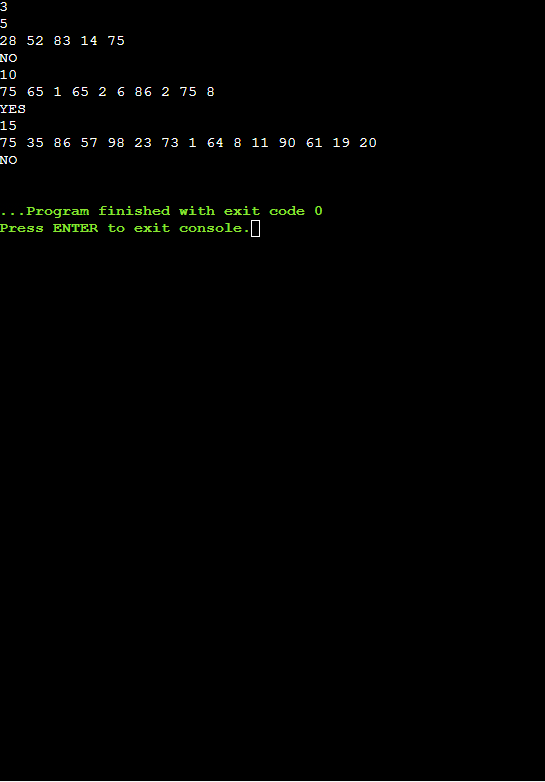 3
5
28 52 83 14 75
NO
10
75 65 1 65 2 6 86 2 75 8
YES
15
75 35 86 57 98 23 73 1 64 8 11 90 61 19 20
NO
...Program finished with exit code 0
Press ENTER to exit console.